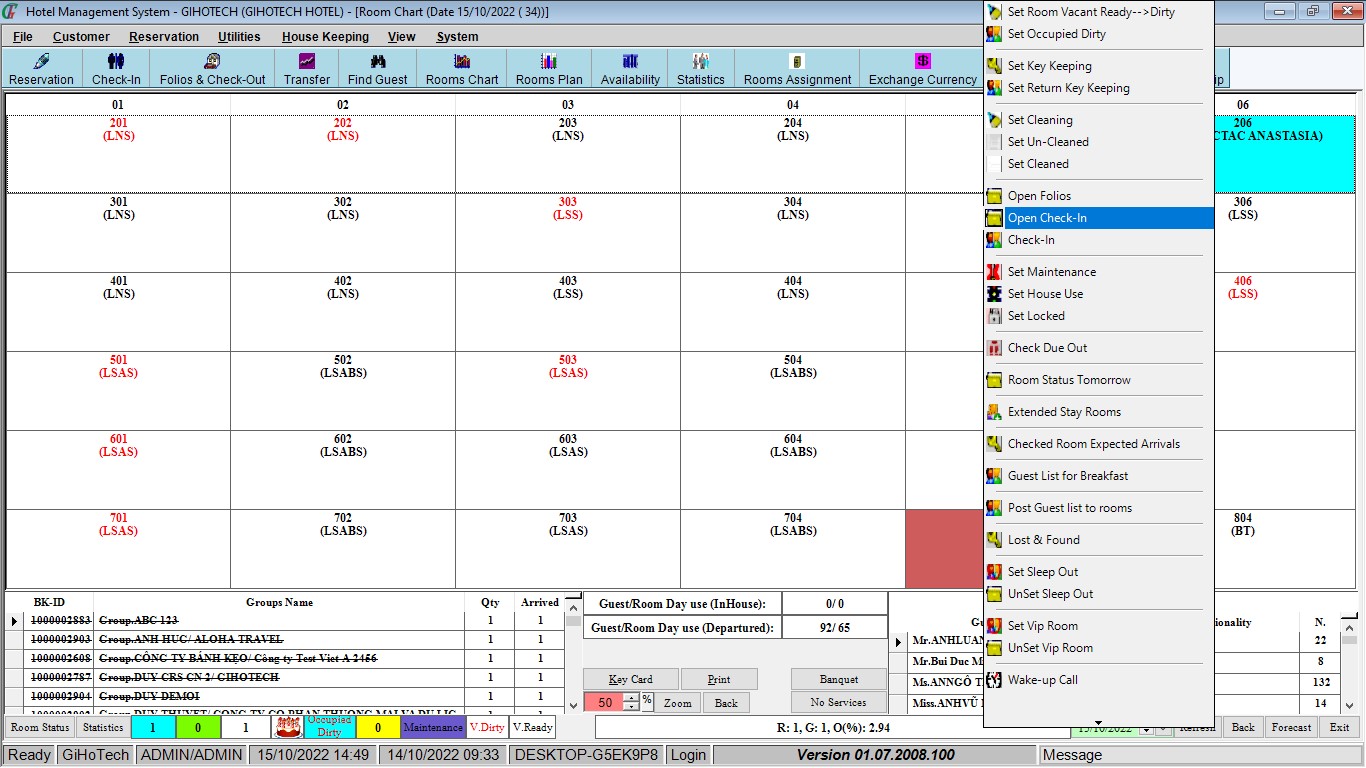 Hotel Management System - GIHOTECH (GIHOTECH HOTEL) - [Room Chart (Date 15/10/2022 ( 34))]
File Customer Reservation Utilities House Keeping View System
Reservation Check-In Folios & Check-Out Transfer Find Guest Rooms Chart Rooms Plan Availability Statistics Rooms Assignment Exchange Currency ip
01 02 03 04 06
201 202 203 204 206
(LNS) (LNS) (LNS) (LNS) CTAC ANASTASIA)
301 302 303 304 306
(LNS) (LNS) (LSS) (LNS) (LSS)
401 402 403 404 406
(LNS) (LNS) (LSS) (LNS) (LSS)
501 502 503 504
(LSAS) (LSABS) (LSAS) (LSABS)
601 602 603 604
(LSAS) (LSABS) (LSAS) (LSABS)
701 702 703 704 804
(LSAS) (LSABS) (LSAS) (LSABS) (BT)
Set Room Vacant Ready-->Dirty
Set Occupied Dirty
Set Key Keeping
Set Return Key Keeping
Set Cleaning
Set Un-Cleaned
Set Cleaned
Open Folios
Open Check-In
Check-In
Set Maintenance
Set House Use
Set Locked
Check Due Out
Room Status Tomorrow
Extended Stay Rooms
Checked Room Expected Arrivals
Guest List for Breakfast
Post Guest list to rooms
Lost & Found
Set Sleep Out
UnSet Sleep Out
Set Vip Room
UnSet Vip Room
Wake-up Call
BK-ID Groups Name Qty Arrived
1000002883 Group.ABC 123 1 1
1000002903 Group.ANH HUG/ ALOHA TRAVEL 1 1
1000002608 Group.CÔNG TY BÁNH KẸO/ Công ty Test Viet A 2456 1 1
1000002787 Group.DUY CRS CN 2/ GIHOTECH 1 1
1000002904 Group.DUY DEMOI 1 1
Guest/Room Day use (InHouse): 0/ 0
Guest/Room Day use (Departured): 92/ 65
Key Card Print Banquet
50 % Zoom Back No Services
Gu ionality N.
Mr.ANHLUAN 22
Mr.Bui Duc M 8
Ms.ANNGÔ T 132
Miss.ANHVŨ 14
Room Status Statistics 1 0 1 Occupied Dirty 0 Maintenance V.Dirty V.Ready R: 1, G: 1, O(%): 2.94 15/10/2022 Refresh Back Forecast Exit
Ready GiHoTech ADMIN/ADMIN 15/10/2022 14:49 14/10/2022 09:33 DESKTOP-G5EK9P8 Login Version 01.07.2008.100 Message